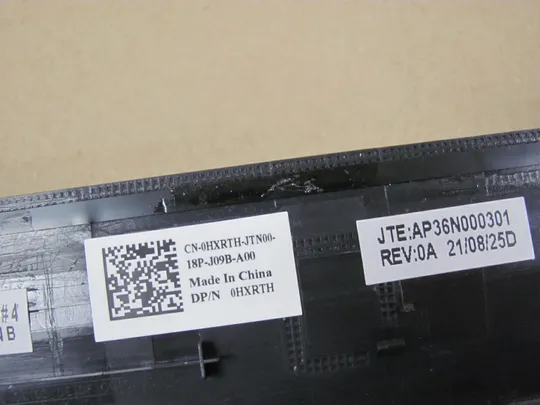 CN-0HXRTH-JTN00-
18P-J09B-A00
Made In China
DP/N 0HXRTH
JTE:AP36N000301
REV:0A 21/08/25D
#4
NB